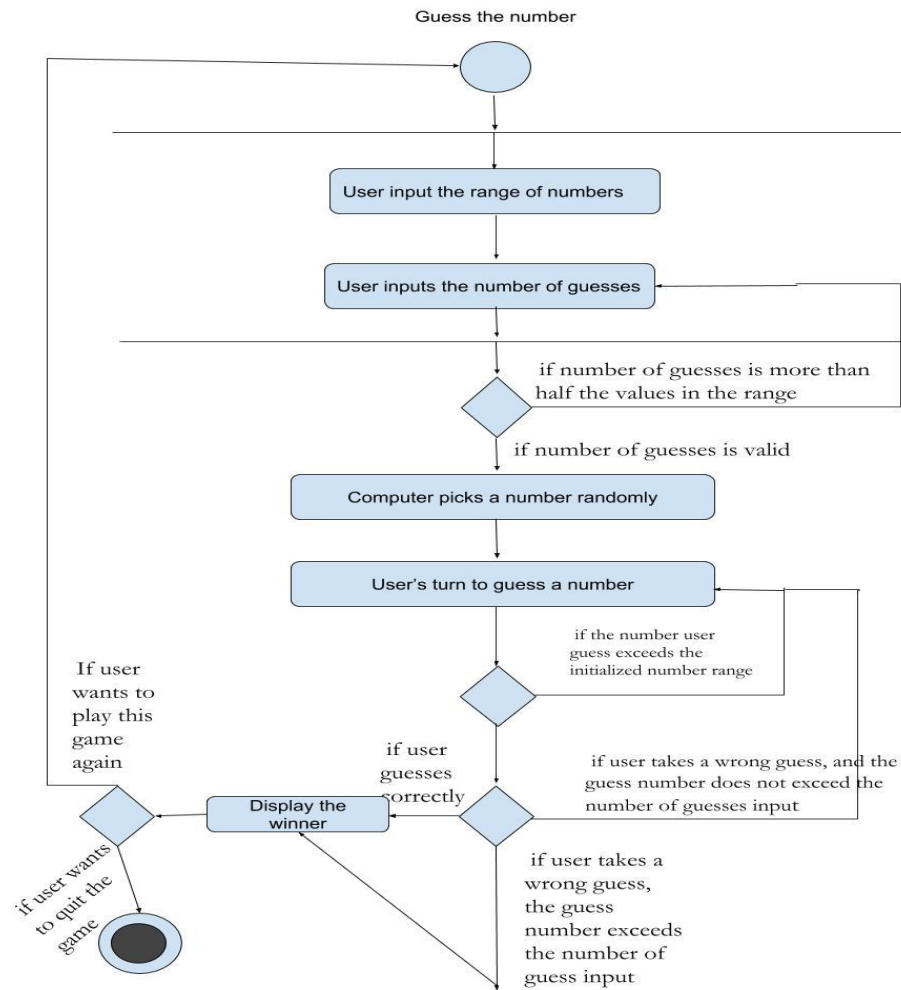 Guess the number
User input the range of numbers
User inputs the number of guesses
if number of guesses is more than
half the values in the range
if number of guesses is valid
Computer picks a number randomly
User's turn to guess a number
if the number user
guess exceeds the
initialized number range
If user
wants to
play this
game
again
if user
guesses
correctly
if user takes a wrong guess, and the
guess number does not exceed the
number of guesses input
Display the
winner
if user wants
to quit the
game
if user takes a
wrong guess,
the guess
number exceeds
the number of
guess input